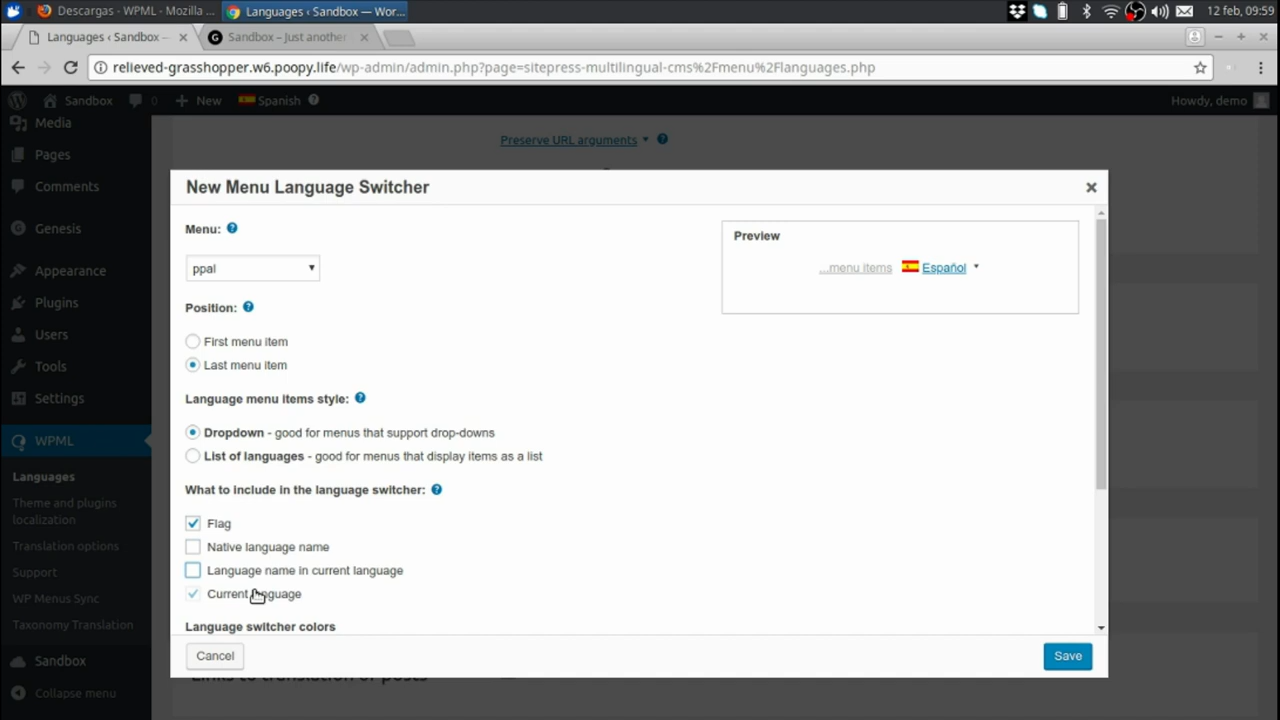 Descargas - WPML - Mozilla ...
Languages ‹ Sandbox — Wor...
12 feb, 09:59
Languages ‹ Sandbox —
Sandbox – Just another
relieved-grasshopper.w6.poopy.life/wp-admin/admin.php?page=sitepress-multilingual-cms%2Fmenu%2Flanguages.php
Sandbox
0
New
Spanish
Howdy, demo
Media
Pages
Comments
Genesis
Appearance
Plugins
Users
Tools
Settings
WPML
Languages
Theme and plugins
localization
Translation options
Support
WP Menus Sync
Taxonomy Translation
Sandbox
Collapse menu
Preserve URL arguments
New Menu Language Switcher
Menu:
ppal
Position:
First menu item
Last menu item
Language menu items style:
Dropdown - good for menus that support drop-downs
List of languages - good for menus that display items as a list
What to include in the language switcher:
Flag
Native language name
Language name in current language
Current language
Language switcher colors
Preview
...menu items
Español
Cancel
Save
Links to translation of posts